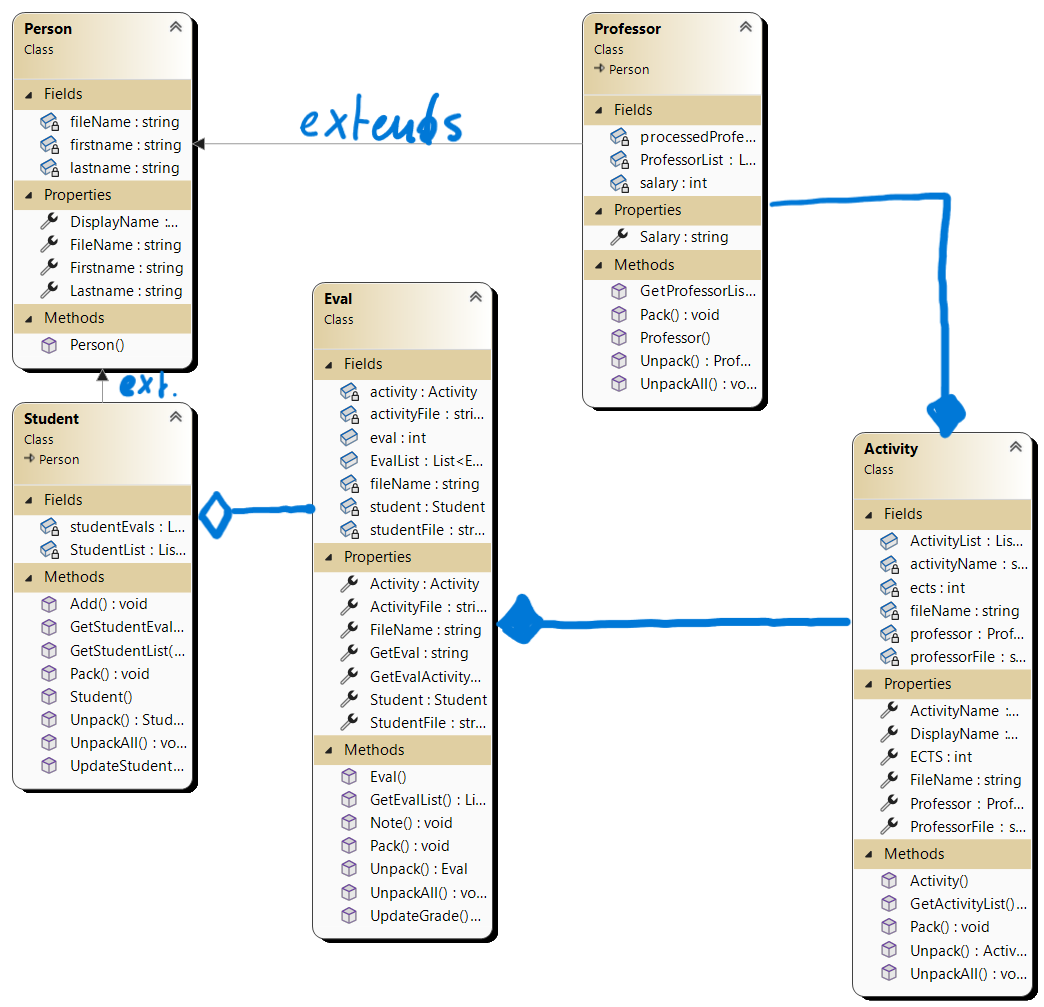 Person
Class
Fields
fileName : string
firstname : string
lastname : string
Properties
DisplayName :...
FileName : string
Firstname : string
Lastname : string
Methods
Person()
extends
Professor
Class
Person
Fields
processedProfe...
ProfessorList : L...
salary : int
Properties
Salary : string
Methods
GetProfessorLis...
Pack() : void
Professor()
Unpack() : Prof...
UnpackAll() : vo...
ext.
Student
Class
Person
Fields
studentEvals : L...
StudentList : Lis...
Methods
Add() : void
GetStudentEval...
GetStudentList(...
Pack() : void
Student()
Unpack() : Stud...
UnpackAll() : vo...
UpdateStudent...
Eval
Class
Fields
activity : Activity
activityFile : stri...
eval : int
EvalList : List<E...
fileName : string
student : Student
studentFile : str...
Properties
Activity : Activity
ActivityFile : stri...
FileName : string
GetEval : string
GetEvalActivity...
Student : Student
StudentFile : str...
Methods
Eval()
GetEvalList() : Li...
Note() : void
Pack() : void
Unpack() : Eval
UnpackAll() : vo...
UpdateGrade()...
Activity
Class
Fields
ActivityList : Lis...
activityName : s...
ects : int
fileName : string
professor : Prof...
professorFile : s...
Properties
ActivityName :...
DisplayName :...
ECTS : int
FileName : string
Professor : Prof...
ProfessorFile : s...
Methods
Activity()
GetActivityList()...
Pack() : void
Unpack() : Activ...
UnpackAll() : vo...